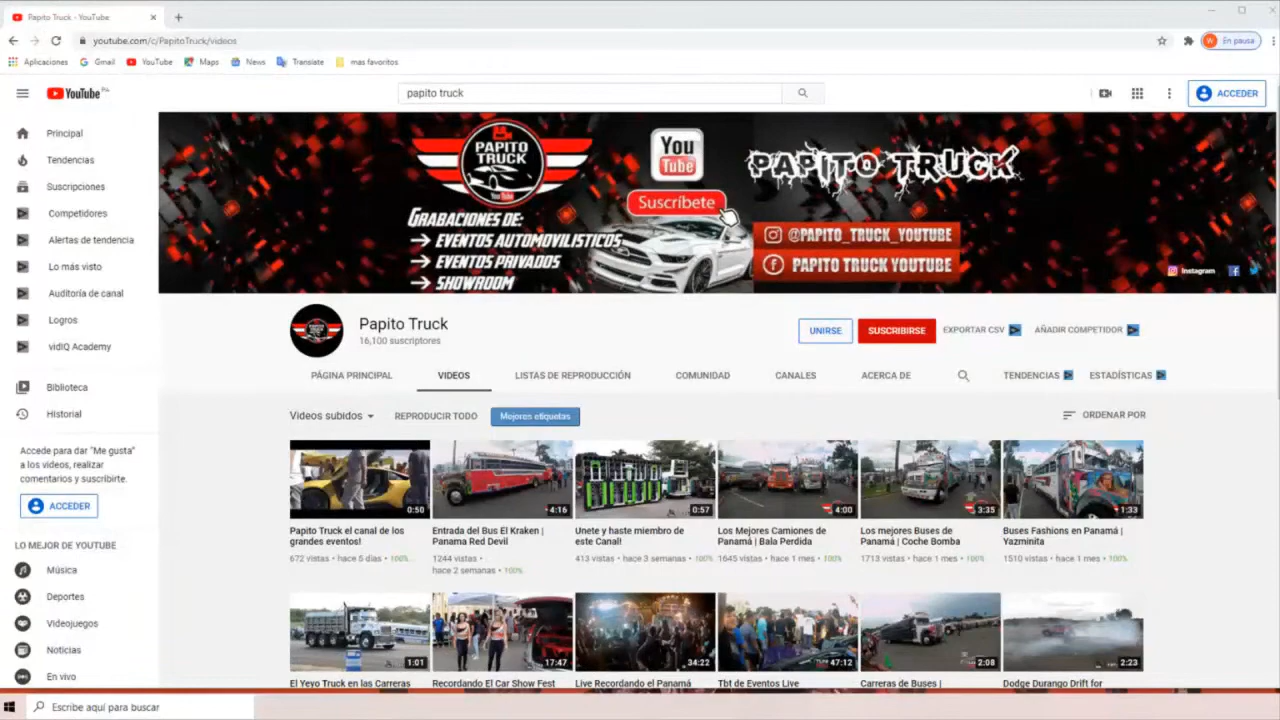 Papito Truck - YouTube
youtube.com/c/PapitoTruck/videos
En pausa
Aplicaciones
Gmail
YouTube
Maps
News
Translate
mas favoritos
YouTube PA
papito truck
ACCEDER
Principal
Tendencias
Suscripciones
Competidores
Alertas de tendencia
Lo más visto
Auditoría de canal
Logros
vidIQ Academy
Biblioteca
Historial
Accede para dar "Me gusta"
a los videos, realizar
comentarios y suscribirte.
ACCEDER
LO MEJOR DE YOUTUBE
Música
Deportes
Videojuegos
Noticias
En vivo
PAPITO
TRUCK
YouTube
GRABACIONES DE:
EVENTOS AUTOMOVILISTICOS
EVENTOS PRIVADOS
SHOWROOM
You
Tube
Suscríbete
PAPITO TRUCK
@PAPITO_TRUCK_YOUTUBE
PAPITO TRUCK YOUTUBE
Instagram
Papito Truck
16,100 suscriptores
UNIRSE
SUSCRIBIRSE
EXPORTAR CSV
AÑADIR COMPETIDOR
PÁGINA PRINCIPAL
VIDEOS
LISTAS DE REPRODUCCIÓN
COMUNIDAD
CANALES
ACERCA DE
TENDENCIAS
ESTADÍSTICAS
Videos subidos
REPRODUCIR TODO
Mejores etiquetas
ORDENAR POR
0:50
Papito Truck el canal de los
grandes eventos!
672 vistas • hace 6 días • 100%
4:16
Entrada del Bus El Kraken |
Panama Red Devil
1244 vistas •
hace 2 semanas • 100%
0:57
Unete y haste miembro de
este Canal!
413 vistas • hace 3 semanas • 100%
4:00
Los Mejores Camiones de
Panamá | Bala Perdida
1645 vistas • hace 1 mes • 100%
3:35
Los mejores Buses de
Panamá | Coche Bomba
1713 vistas • hace 1 mes • 100%
1:33
Buses Fashions en Panamá |
Yazminita
1510 vistas • hace 1 mes • 100%
1:01
El Yeyo Truck en las Carreras
17:47
Recordando El Car Show Fest
34:22
Live Recordando el Panamá
47:12
Tbt de Eventos Live
2:08
Carreras de Buses |
2:23
Dodge Durango Drift for
Escribe aquí para buscar